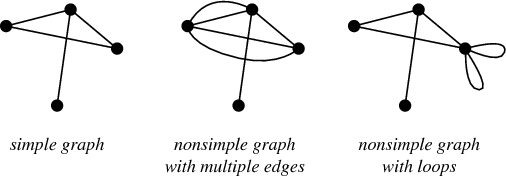 simple graph
nonsimple graph
with multiple edges
nonsimple graph
with loops